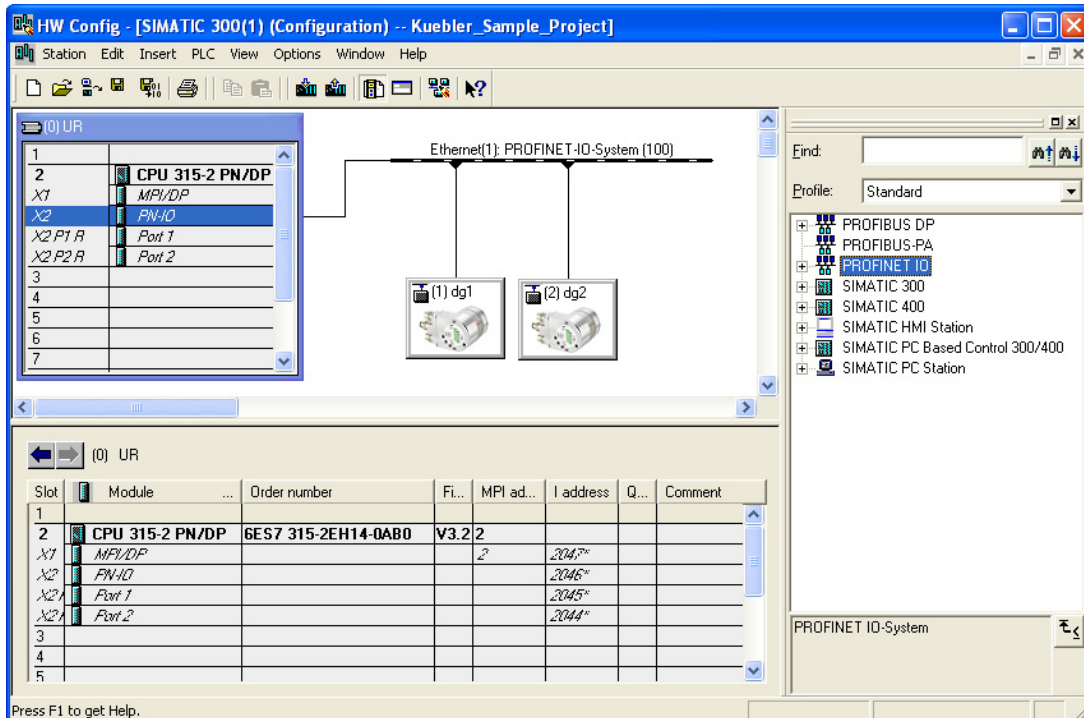 HW Config - [SIMATIC 300(1) (Configuration) -- Kuebler_Sample_Project]
Station Edit Insert PLC View Options Window Help
(0) UR
1
2 CPU 315-2 PN/DP
X1 MPI/DP
X2 PN-IO
X2 P1 R Port 1
X2 P2 R Port 2
3
4
5
6
7
Ethernet(1): PROFINET-IO-System (100)
(1) dg1
(2) dg2
Find:
Profile: Standard
PROFIBUS DP
PROFIBUS-PA
PROFINET IO
SIMATIC 300
SIMATIC 400
SIMATIC HMI Station
SIMATIC PC Based Control 300/400
SIMATIC PC Station
PROFINET IO-System
(0) UR
Slot Module ... Order number Fi... MPI ad... I address Q... Comment
1
2 CPU 315-2 PN/DP 6ES7 315-2EH14-0AB0 V3.2 2
X1 MPI/DP 2 2047*
X2 PN-IO 2046*
X2 Port 1 2045*
X2 Port 2 2044*
3
4
5
Press F1 to get Help.